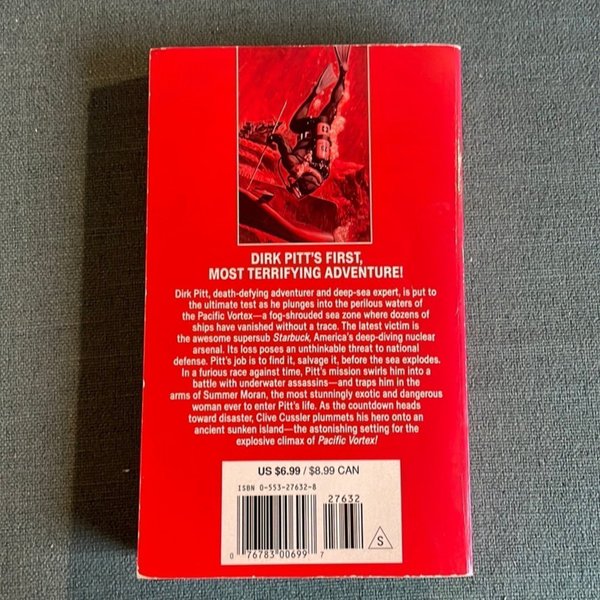 DIRK PITT'S FIRST,
MOST TERRIFYING ADVENTURE!
Dirk Pitt, death-defying adventurer and deep-sea expert, is put to
the ultimate test as he plunges into the perilous waters of
the Pacific Vortex—a fog-shrouded sea zone where dozens of
ships have vanished without a trace. The latest victim is
the awesome supersub Starbuck, America's deep-diving nuclear
arsenal. Its loss poses an unthinkable threat to national
defense. Pitt's job is to find it, salvage it, before the sea explodes.
In a furious race against time, Pitt's mission swirls him into a
battle with underwater assassins—and traps him in the
arms of Summer Moran, the most stunningly exotic and dangerous
woman ever to enter Pitt's life. As the countdown heads
toward disaster, Clive Cussler plummets his hero onto an
ancient sunken island—the astonishing setting for the
explosive climax of Pacific Vortex!
US $6.99 / $8.99 CAN
ISBN 0-553-27632-8
27632
0 76783 00699 7
S